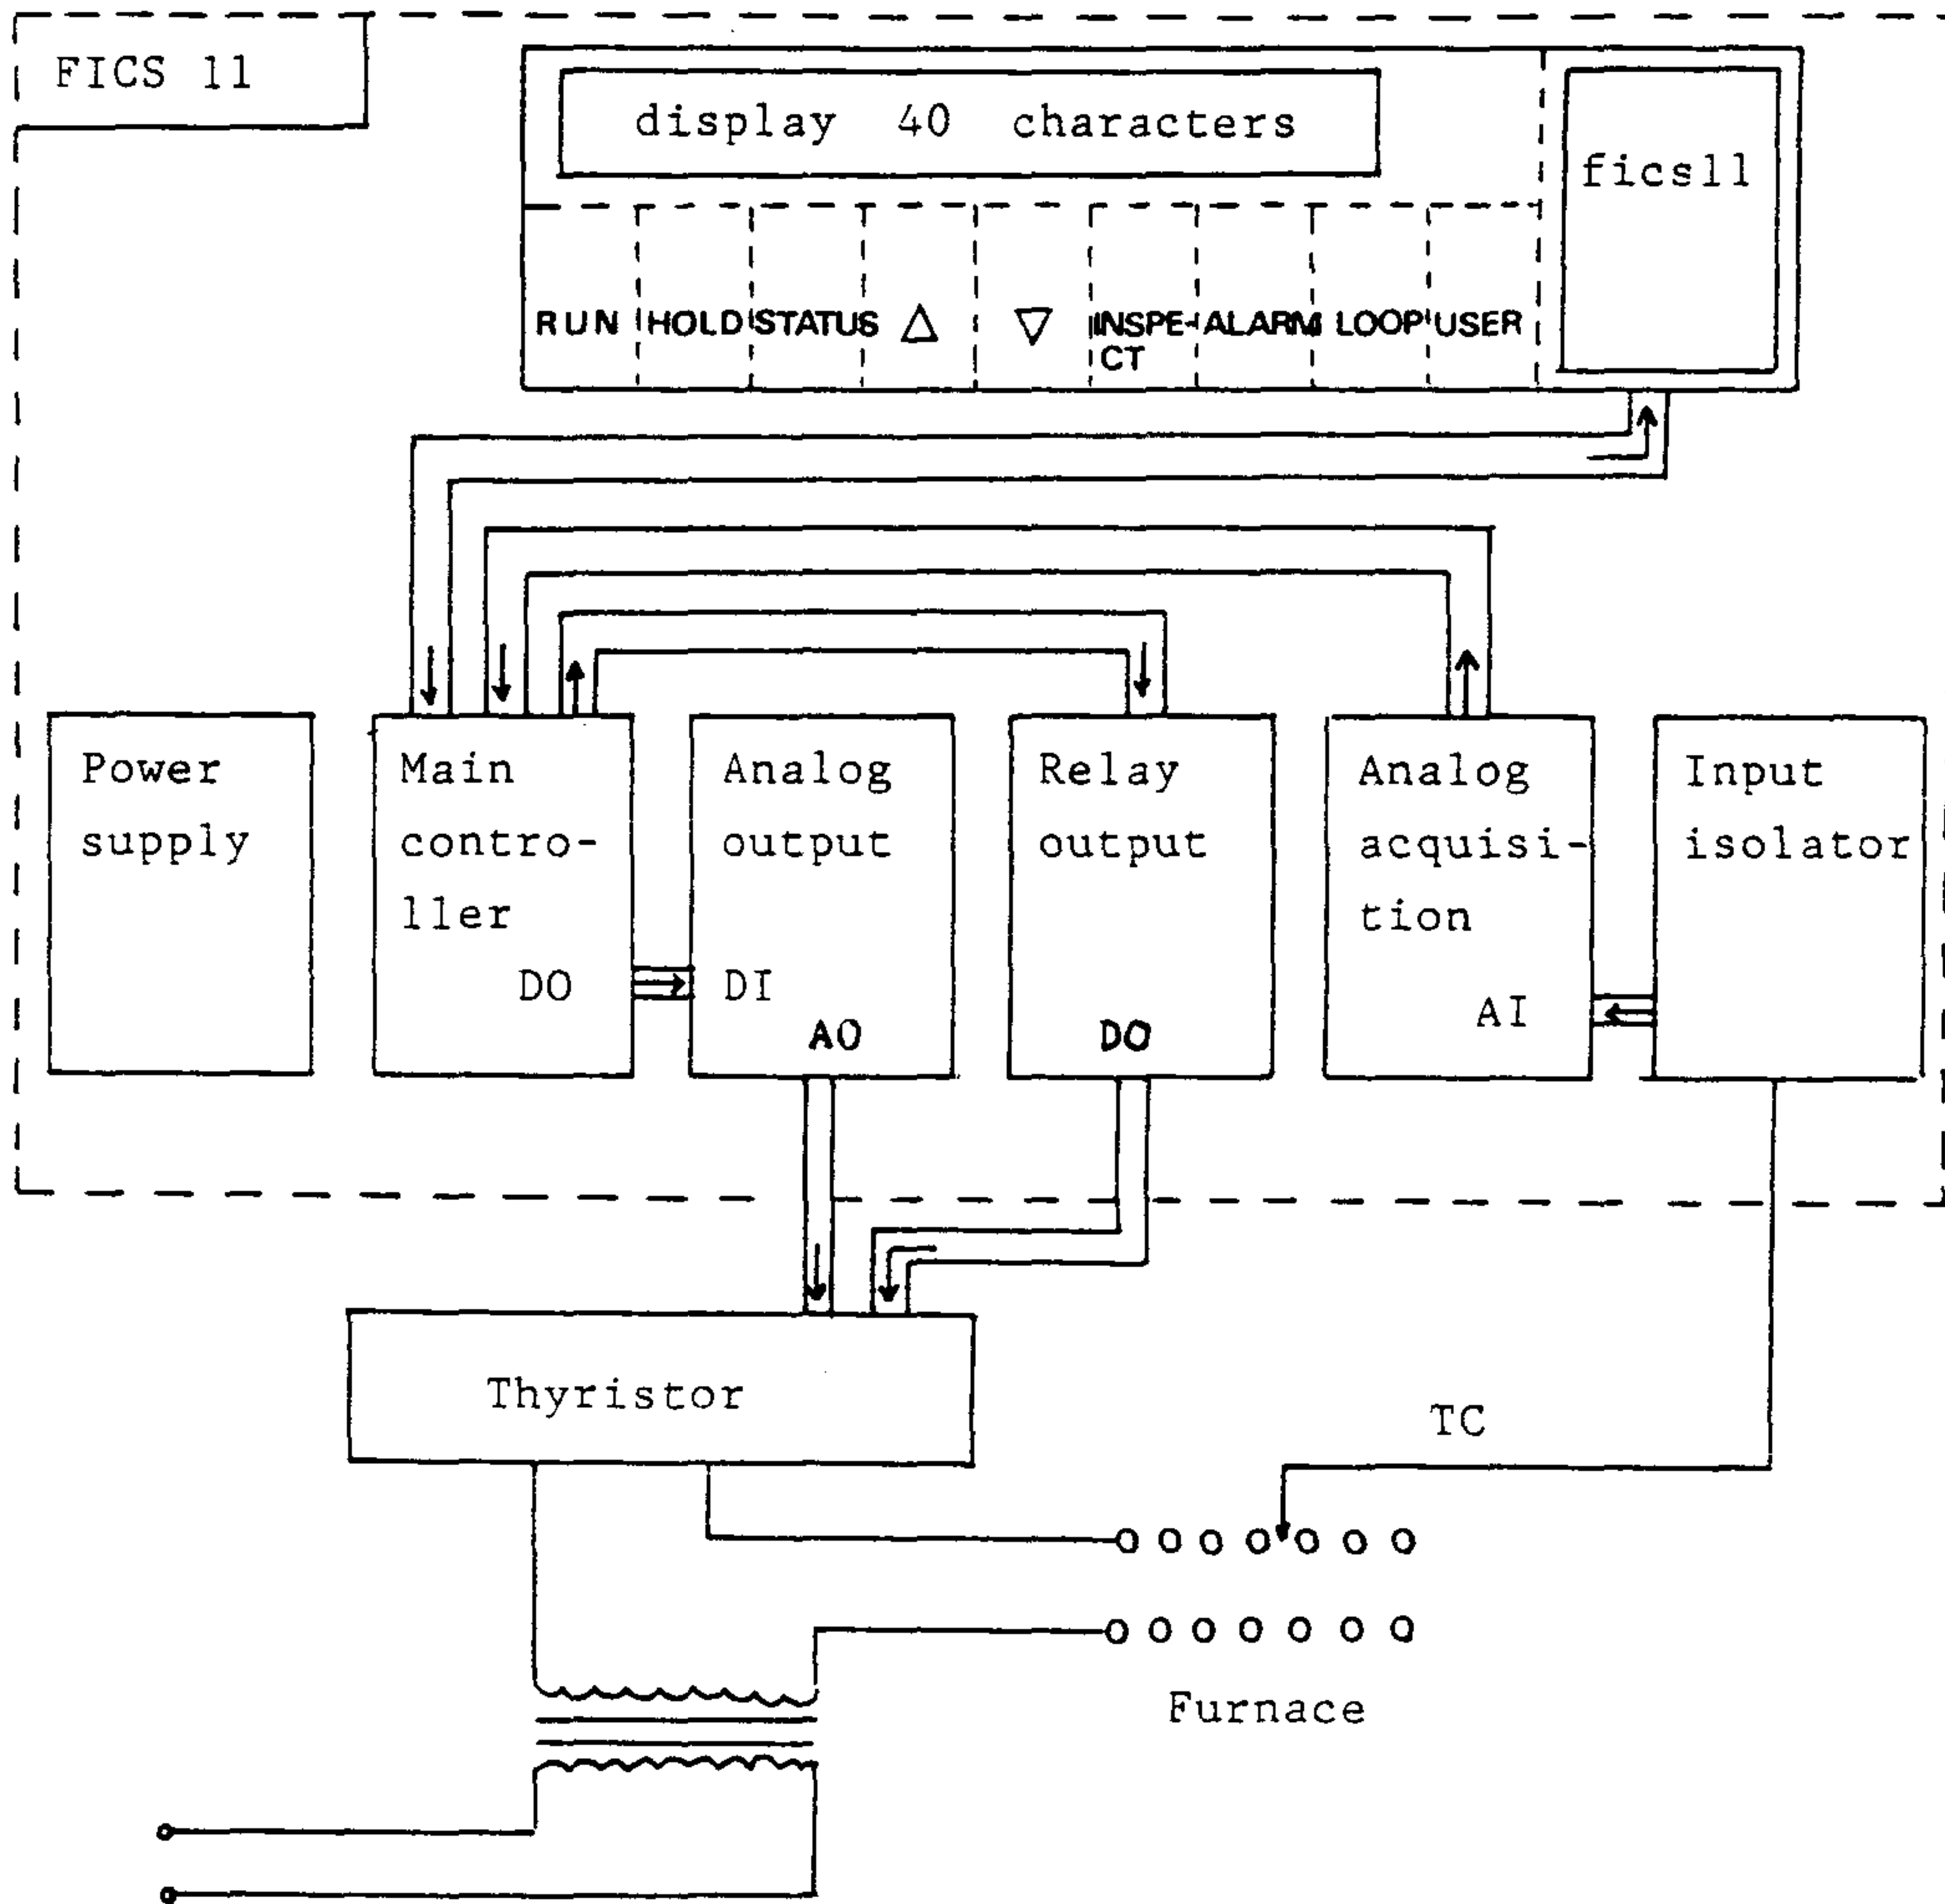 FICS 11
display 40 characters
fics11
RUN HOLD STATUS △ ▽ INSPE- ALARM LOOP USER
CT
Power
supply
Main
contro-
ller
DO
Analog
output
DI
AO
Relay
output
DO
Analog
acquisi-
tion
AI
Input
isolator
Thyristor
TC
Furnace